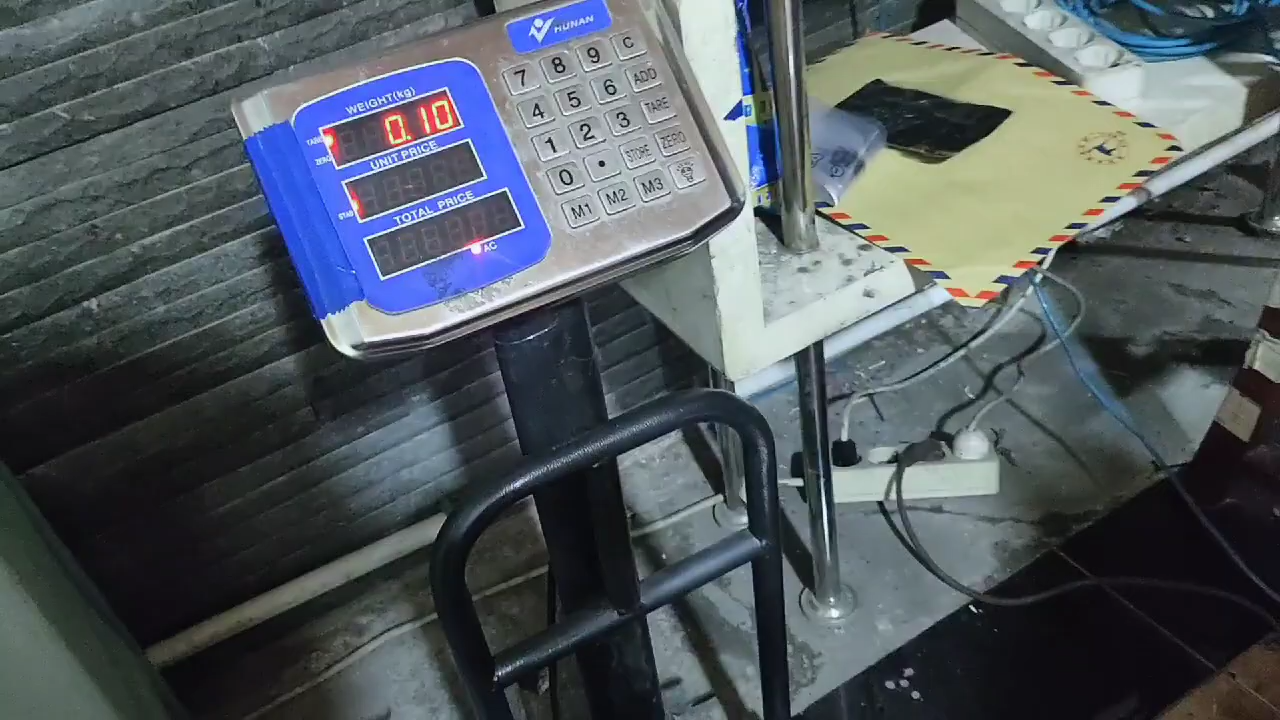 HUNAN
WEIGHT(kg)
0.10
TARE
ZERO
UNIT PRICE
STAB
TOTAL PRICE
AC
7 8 9 C
4 5 6 ADD
1 2 3 TARE
0 . STORE ZERO
M1 M2 M3